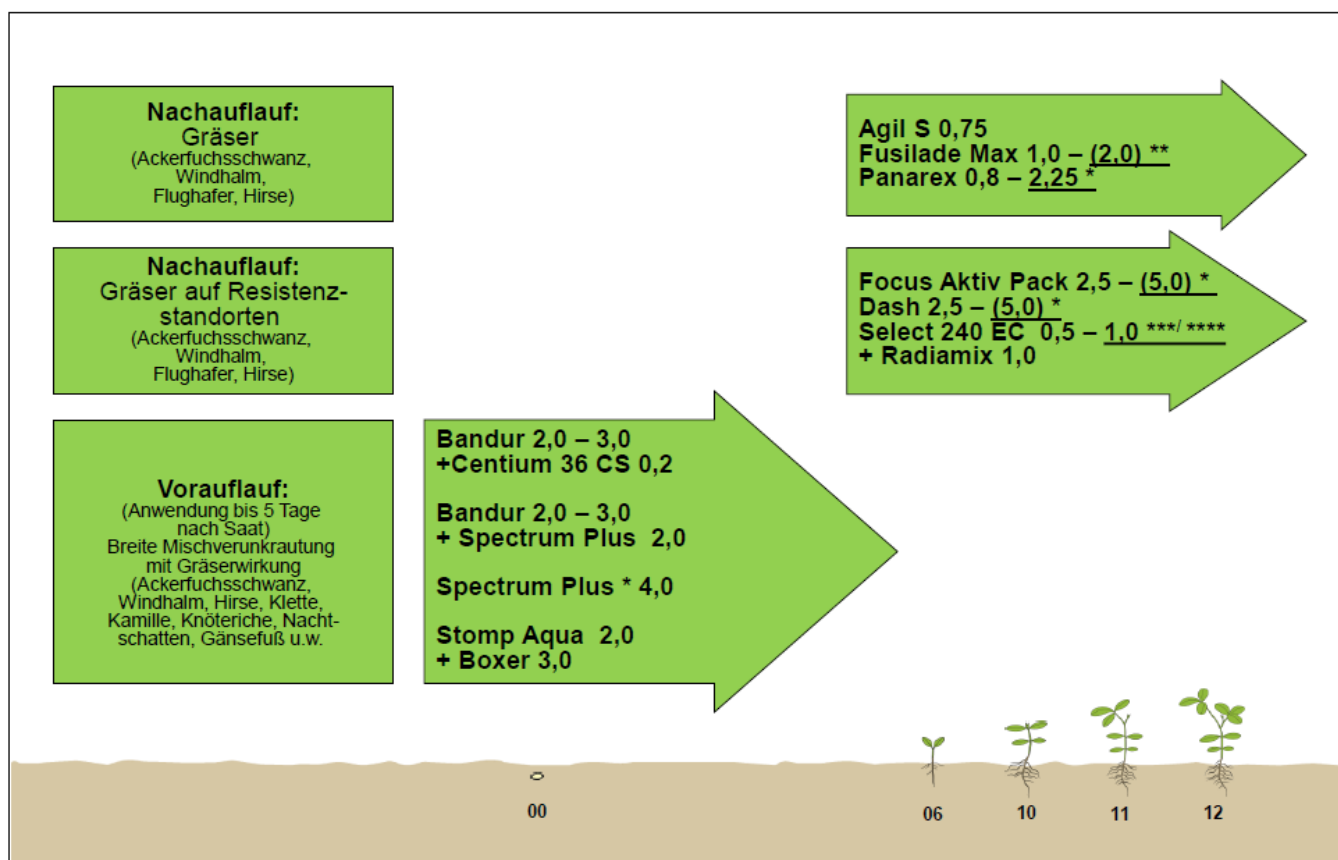 Nachauflauf:
Gräser
(Ackerfuchsschwanz,
Windhalm,
Flughafer, Hirse)
Agil S 0,75
Fusilade Max 1,0 – (2,0) **
Panarex 0,8 – 2,25 *
Nachauflauf:
Gräser auf Resistenz-
standorten
(Ackerfuchsschwanz,
Windhalm,
Flughafer, Hirse)
Focus Aktiv Pack 2,5 – (5,0) *
Dash 2,5 – (5,0) *
Select 240 EC 0,5 – 1,0 ***/ ****
+ Radiamix 1,0
Vorauflauf:
(Anwendung bis 5 Tage
nach Saat)
Breite Mischverunkrautung
mit Gräserwirkung
(Ackerfuchsschwanz,
Windhalm, Hirse, Klette,
Kamille, Knöteriche, Nacht-
schatten, Gänsefuß u.w.
Bandur 2,0 – 3,0
+Centium 36 CS 0,2
Bandur 2,0 – 3,0
+ Spectrum Plus 2,0
Spectrum Plus * 4,0
Stomp Aqua 2,0
+ Boxer 3,0
00
06
10
11
12